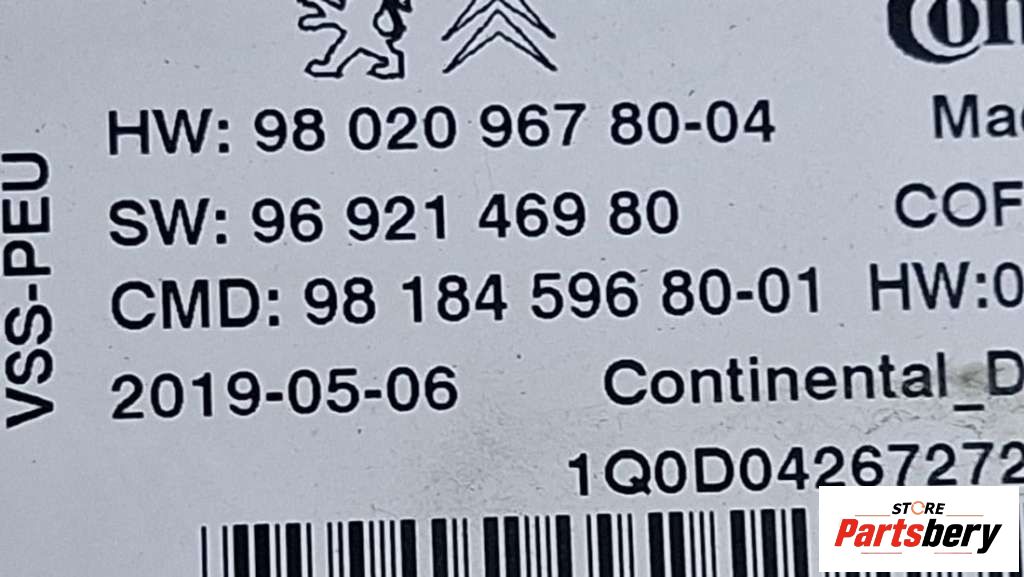 HW: 98 020 967 80-04
SW: 96 921 469 80
COF
CMD: 98 184 596 80-01 HW:0
2019-05-06
Continental_D
1Q0D04267272
VSS-PEU
STORE
Partsbery